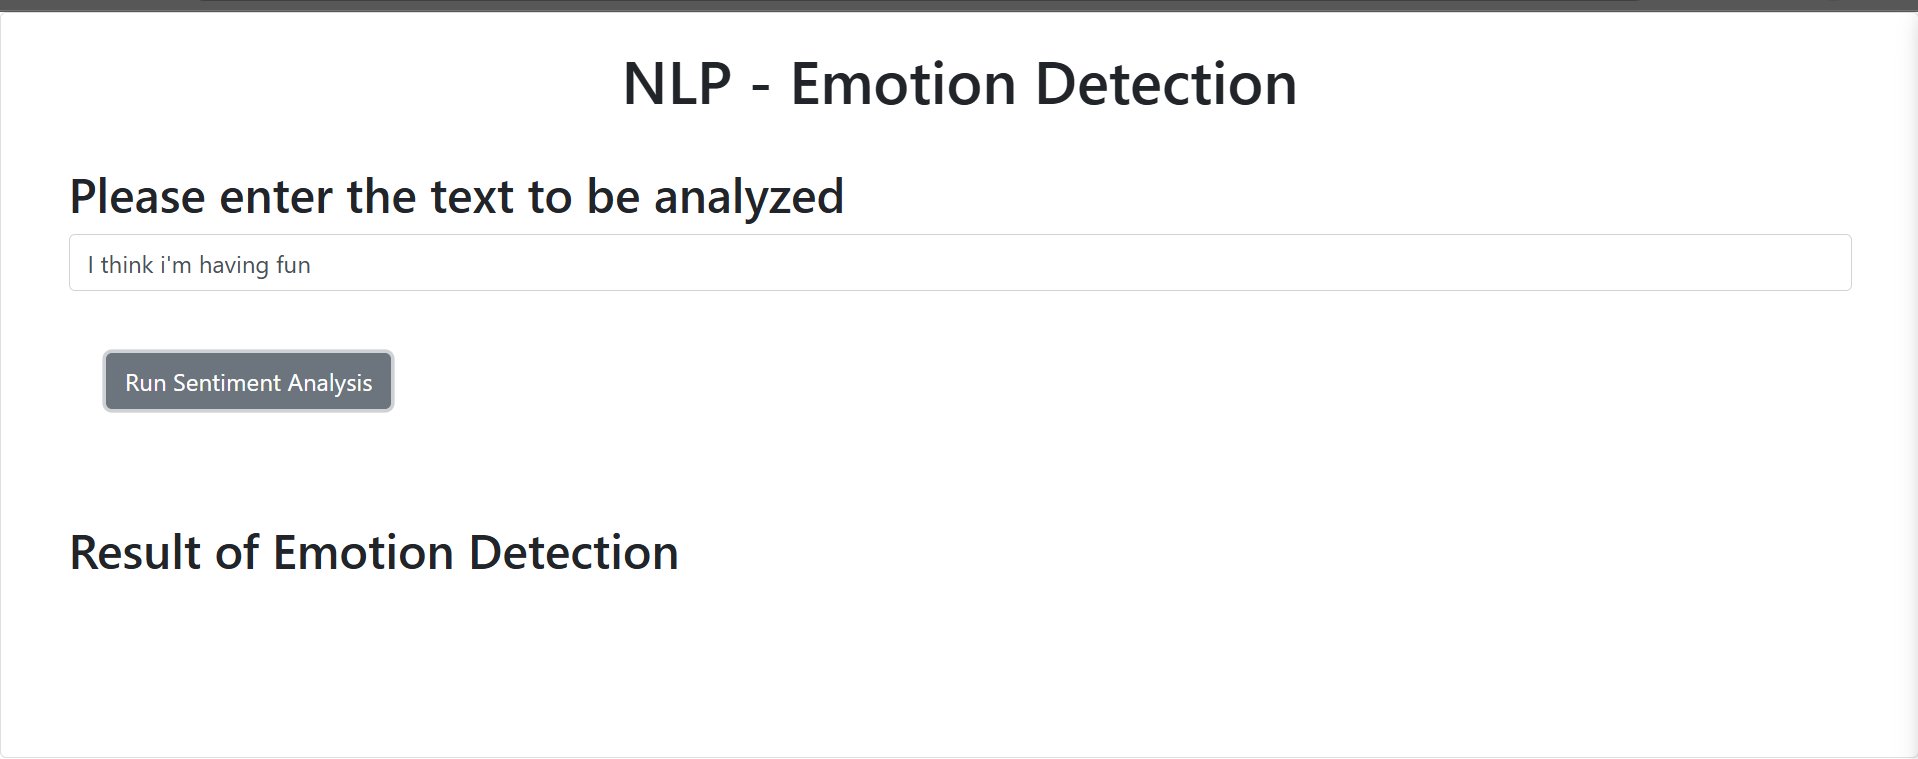 NLP - Emotion Detection
Please enter the text to be analyzed
I think i'm having fun
Run Sentiment Analysis
Result of Emotion Detection